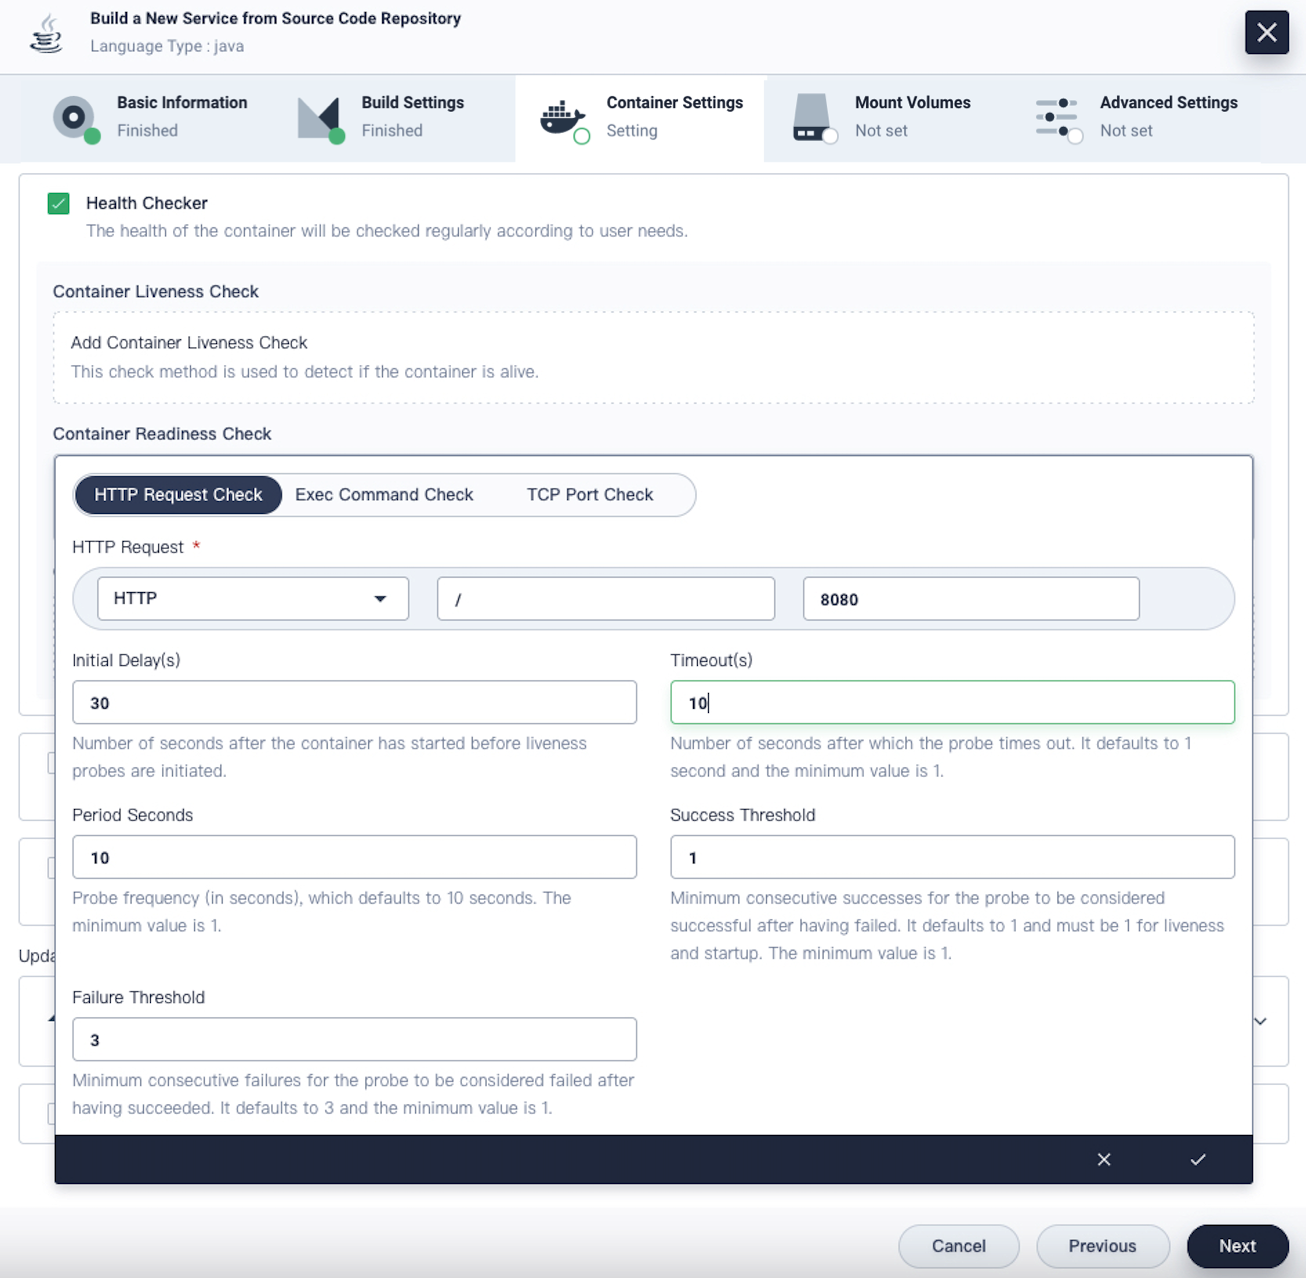 Build a New Service from Source Code Repository
Language Type : java
Basic Information
Finished
Build Settings
Finished
Container Settings
Setting
Mount Volumes
Not set
Advanced Settings
Not set
Health Checker
The health of the container will be checked regularly according to user needs.
Container Liveness Check
Add Container Liveness Check
This check method is used to detect if the container is alive.
Container Readiness Check
HTTP Request Check
Exec Command Check
TCP Port Check
HTTP Request *
HTTP
/
8080
Initial Delay(s)
30
Number of seconds after the container has started before liveness
probes are initiated.
Timeout(s)
10
Number of seconds after which the probe times out. It defaults to 1
second and the minimum value is 1.
Period Seconds
10
Probe frequency (in seconds), which defaults to 10 seconds. The
minimum value is 1.
Success Threshold
1
Minimum consecutive successes for the probe to be considered
successful after having failed. It defaults to 1 and must be 1 for liveness
and startup. The minimum value is 1.
Upda
Failure Threshold
3
Minimum consecutive failures for the probe to be considered failed after
having succeeded. It defaults to 3 and the minimum value is 1.
Cancel
Previous
Next